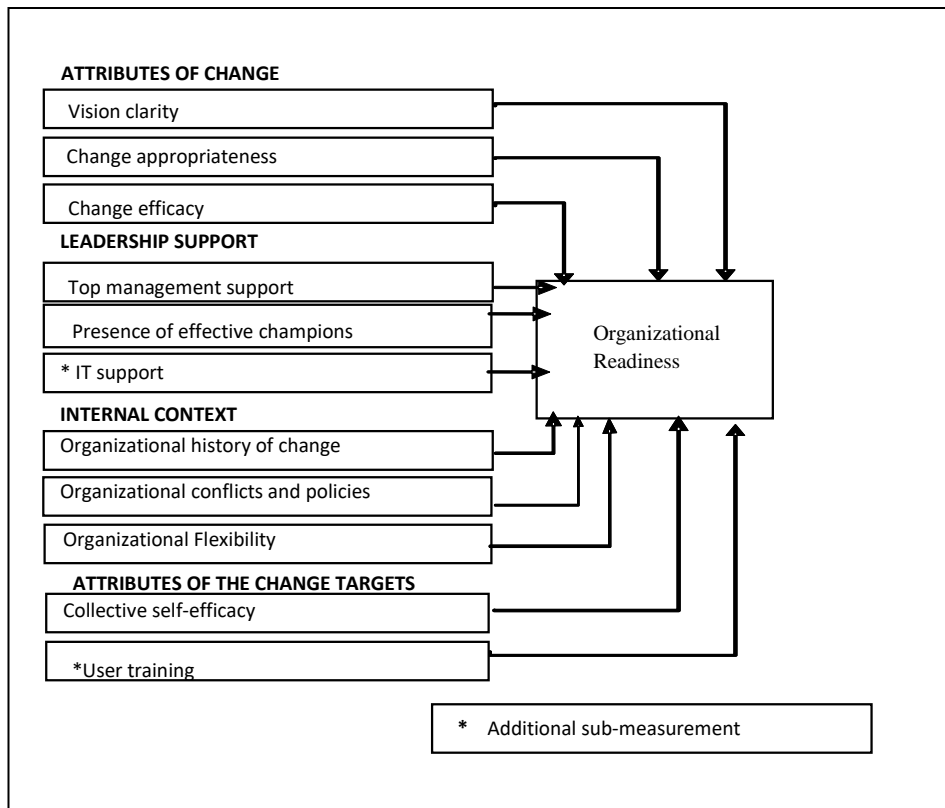 ATTRIBUTES OF CHANGE
Vision clarity
Change appropriateness
Change efficacy
LEADERSHIP SUPPORT
Top management support
Presence of effective champions
* IT support
Organizational
Readiness
INTERNAL CONTEXT
Organizational history of change
Organizational conflicts and policies
Organizational Flexibility
ATTRIBUTES OF THE CHANGE TARGETS
Collective self-efficacy
*User training
* Additional sub-measurement